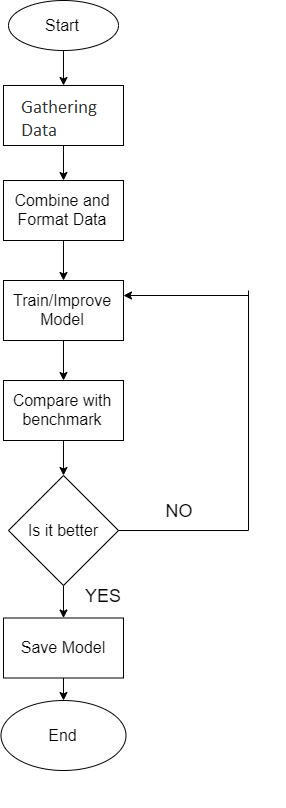 Start
Gathering
Data
Combine and
Format Data
Train/Improve
Model
Compare with
benchmark
Is it better
NO
YES
Save Model
End